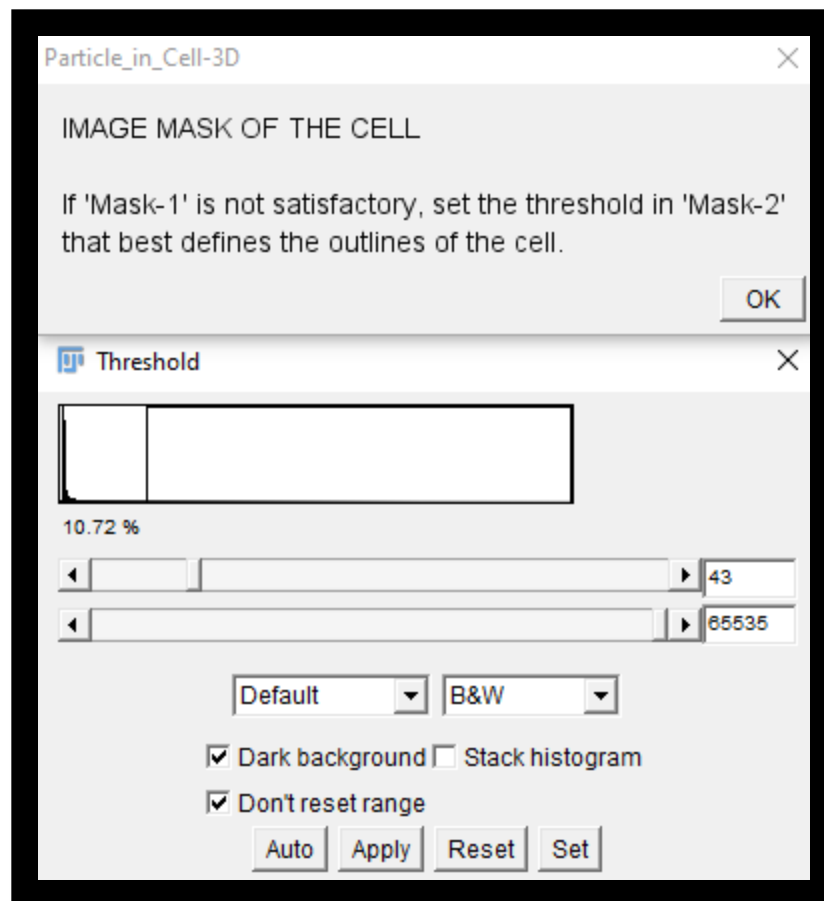 Particle_in_Cell-3D
IMAGE MASK OF THE CELL
If 'Mask-1' is not satisfactory, set the threshold in 'Mask-2'
that best defines the outlines of the cell.
OK
Threshold
10.72 %
43
65535
Default B&W
Dark background Stack histogram
Don't reset range
Auto Apply Reset Set